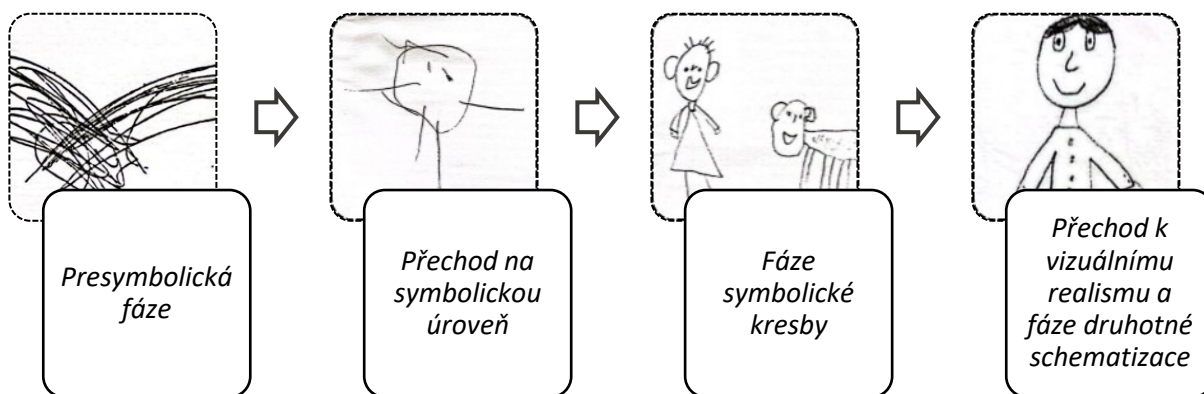 Presymbolická
fáze
Přechod na
symbolickou
úroveň
Fáze
symbolické
kresby
Přechod k
vizuálnímu
realismu a
fáze druhotné
schematizace